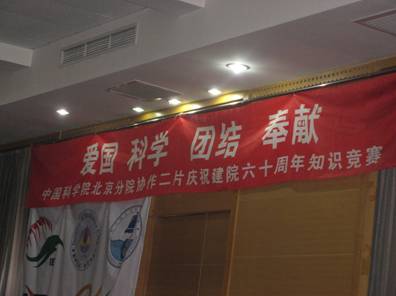 爱国 科学 团结 奉献
中国科学院北京分院协作二片庆祝建院六十周年知识竞赛